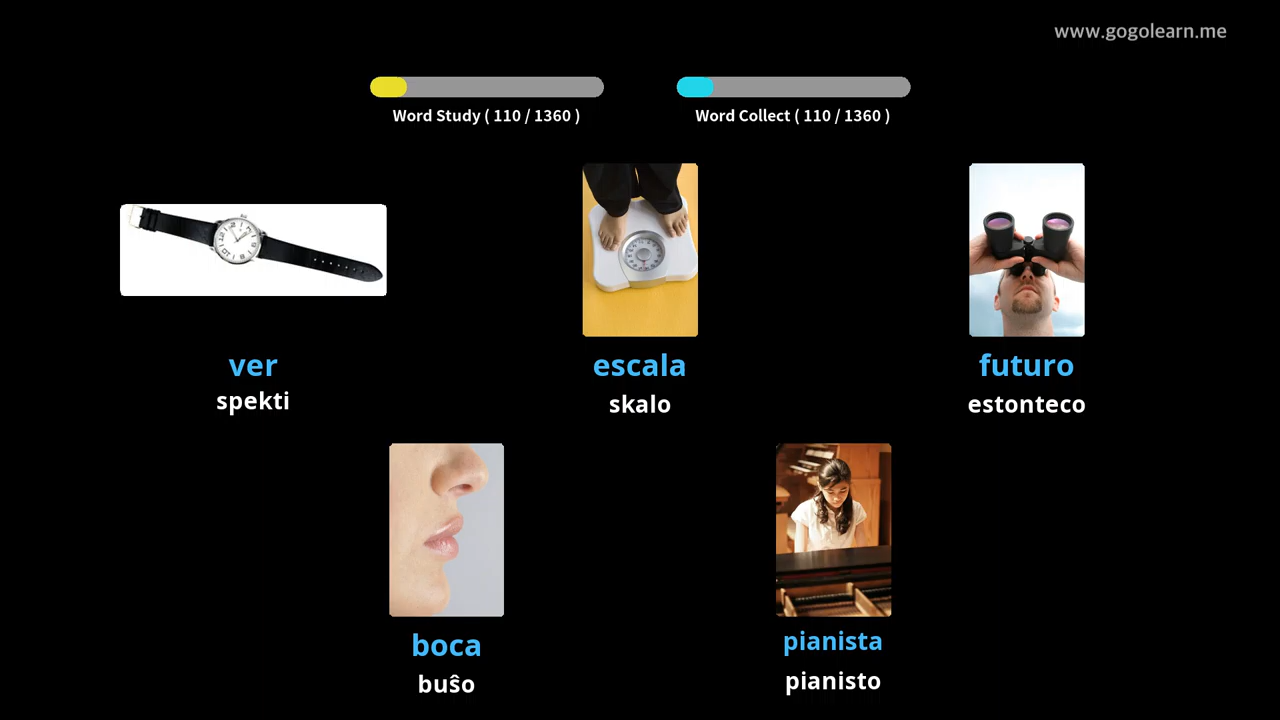 www.gogolearn.me
Word Study ( 110 / 1360 )
Word Collect ( 110 / 1360 )
ver
spekti
escala
skalo
futuro
estonteco
boca
buŝo
pianista
pianisto